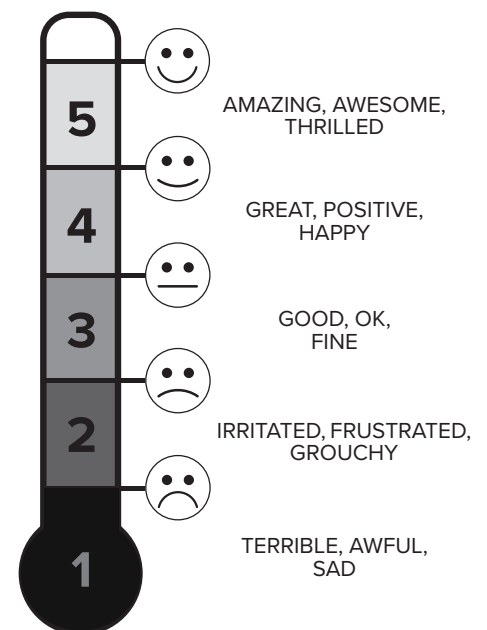 5
AMAZING, AWESOME,
THRILLED
4
GREAT, POSITIVE,
HAPPY
3
GOOD, OK,
FINE
2
IRRITATED, FRUSTRATED,
GROUCHY
1
TERRIBLE, AWFUL,
SAD